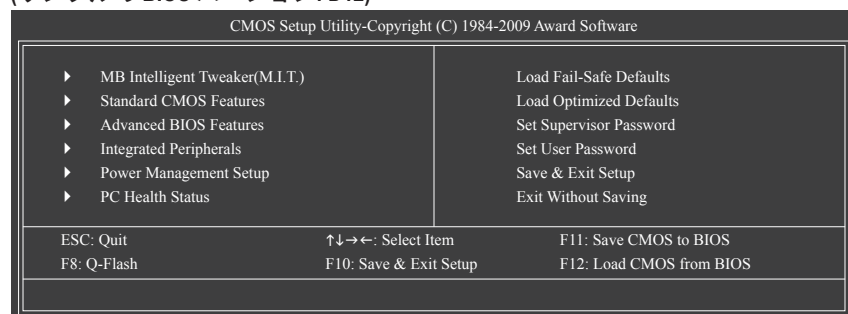 CMOS Setup Utility-Copyright (C) 1984-2009 Award Software
MB Intelligent Tweaker(M.I.T.)
Standard CMOS Features
Advanced BIOS Features
Integrated Peripherals
Power Management Setup
PC Health Status
Load Fail-Safe Defaults
Load Optimized Defaults
Set Supervisor Password
Set User Password
Save & Exit Setup
Exit Without Saving
ESC: Quit ↑↓→←: Select Item F11: Save CMOS to BIOS
F8: Q-Flash F10: Save & Exit Setup F12: Load CMOS from BIOS